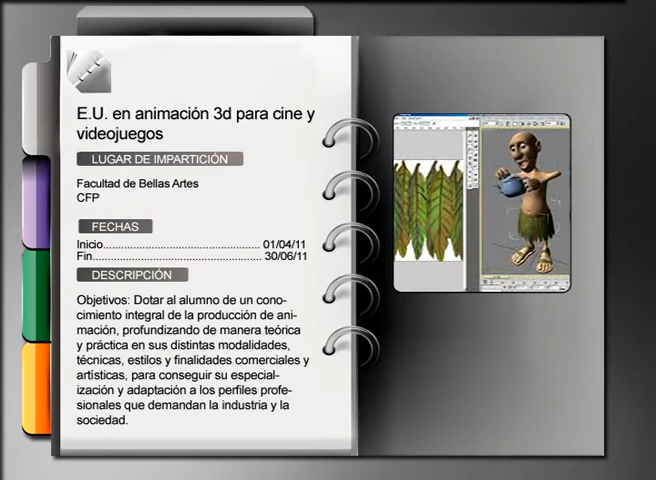 E.U. en animación 3d para cine y
videojuegos
LUGAR DE IMPARTICIÓN
Facultad de Bellas Artes
CFP
FECHAS
Inicio................................................... 01/04/11
Fin........................................................ 30/06/11
DESCRIPCIÓN
Objetivos: Dotar al alumno de un cono-
cimiento integral de la producción de ani-
mación, profundizando de manera teórica
y práctica en sus distintas modalidades,
técnicas, estilos y finalidades comerciales y
artísticas, para conseguir su especial-
ización y adaptación a los perfiles profe-
sionales que demandan la industria y la
sociedad.